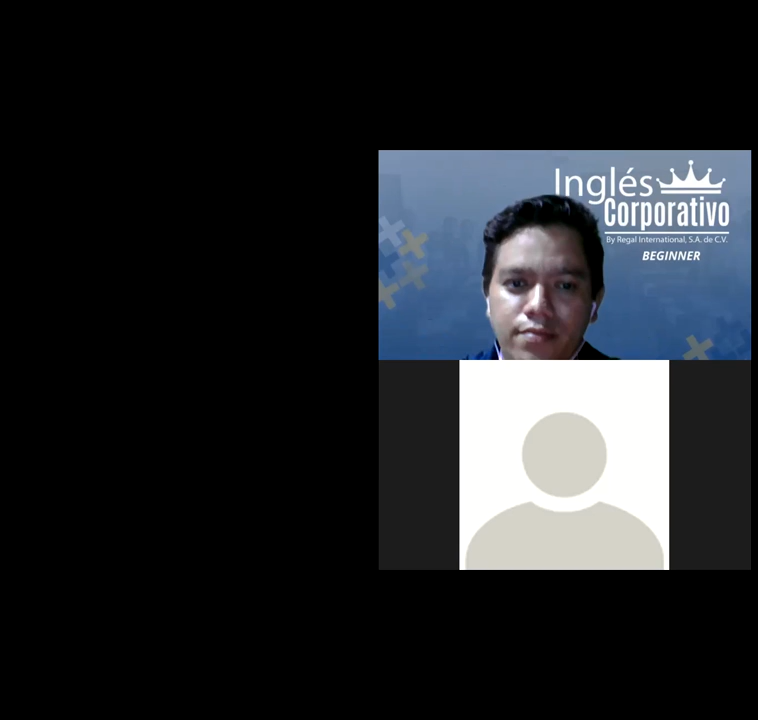 Inglés
Corporativo
By Regal International, S.A. de C.V.
BEGINNER